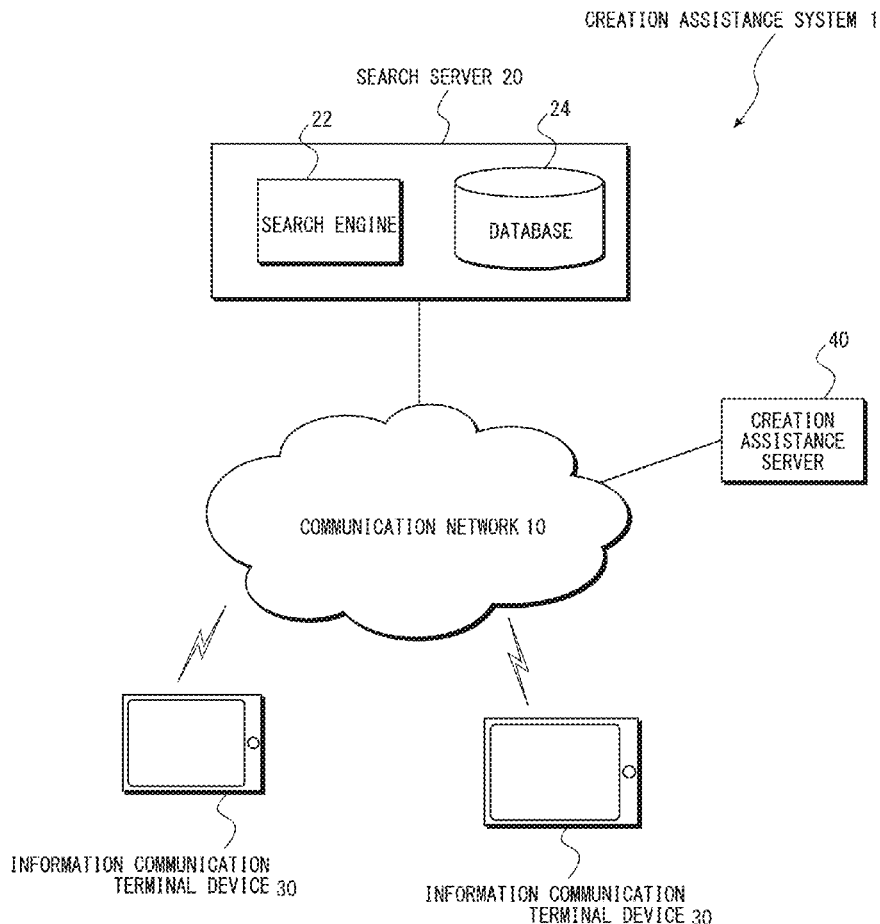 CREATION ASSISTANCE SYSTEM 1
SEARCH SERVER 20
22
24
SEARCH ENGINE
DATABASE
40
CREATION
ASSISTANCE
SERVER
COMMUNICATION NETWORK 10
INFORMATION COMMUNICATION
TERMINAL DEVICE 30
INFORMATION COMMUNICATION
TERMINAL DEVICE 30